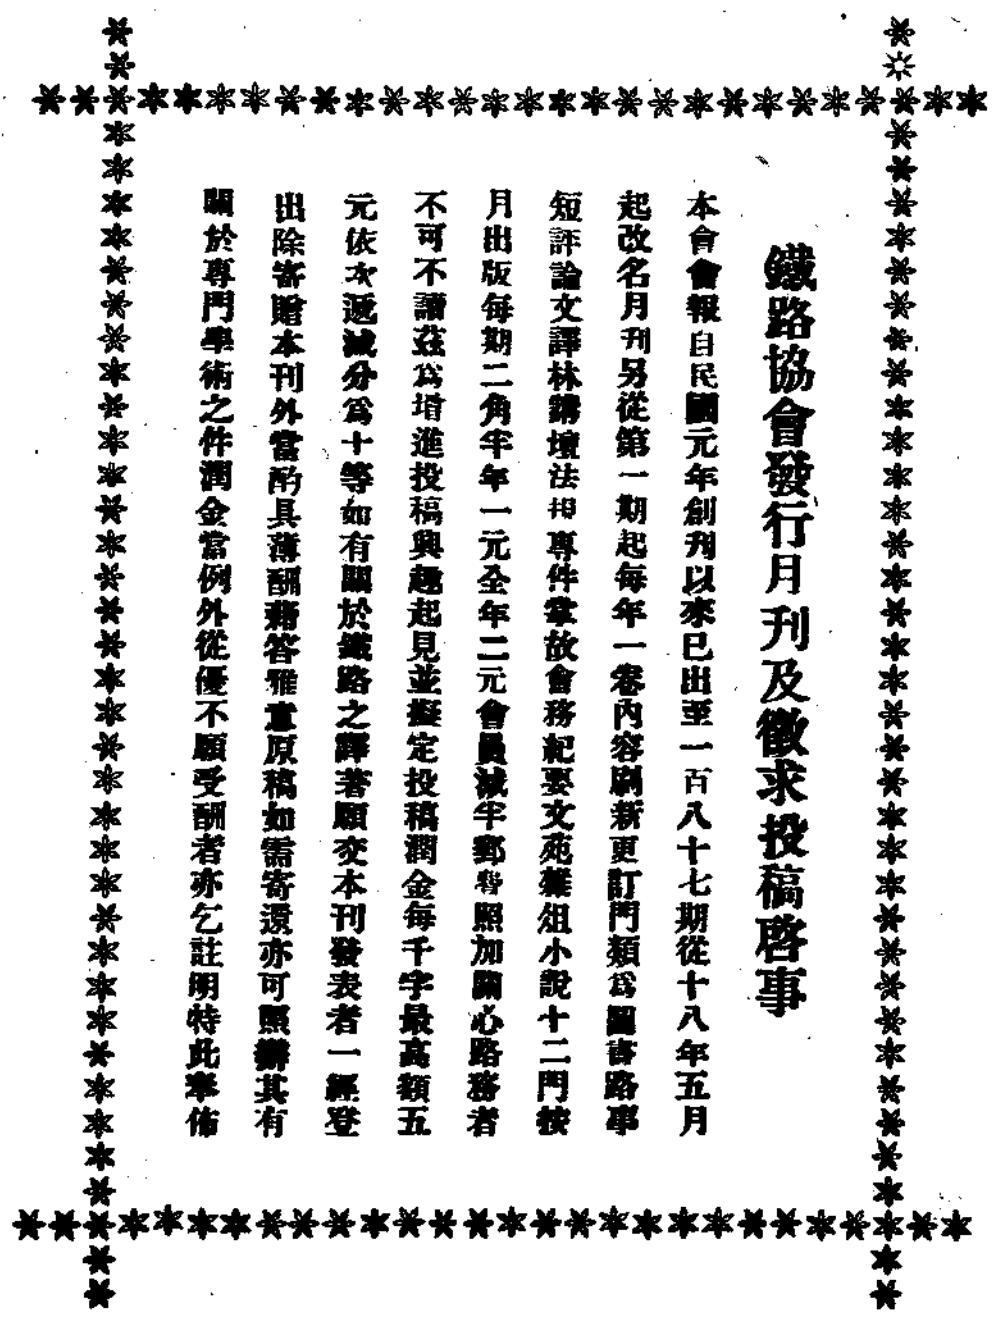 鐵路協會發行月刊及徵求投稿啓事
本會會報自民國元年創刊以來已出至一百八十七期從十八年五月
起改名月刊另從第一期起每年一卷內容刷新更訂門類爲圖書路事
短評論文譯林講壇法規專件掌故會務紀要文苑雜俎小說十二門按
月出版每期二角半年一元全年二元會員減半郵費照加關心路務者
不可不讀茲爲增進投稿興趣起見並擬定投稿潤金每千字最高額五
元依次遞減分爲十等如有關於鐵路之譯著願交本刊發表者一經登
出除寄贈本刊外當酌具薄酬藉答雅意原稿如需寄還亦可照辦其有
關於專門學術之件潤金當例外從優不願受酬者亦乞註明特此奉佈